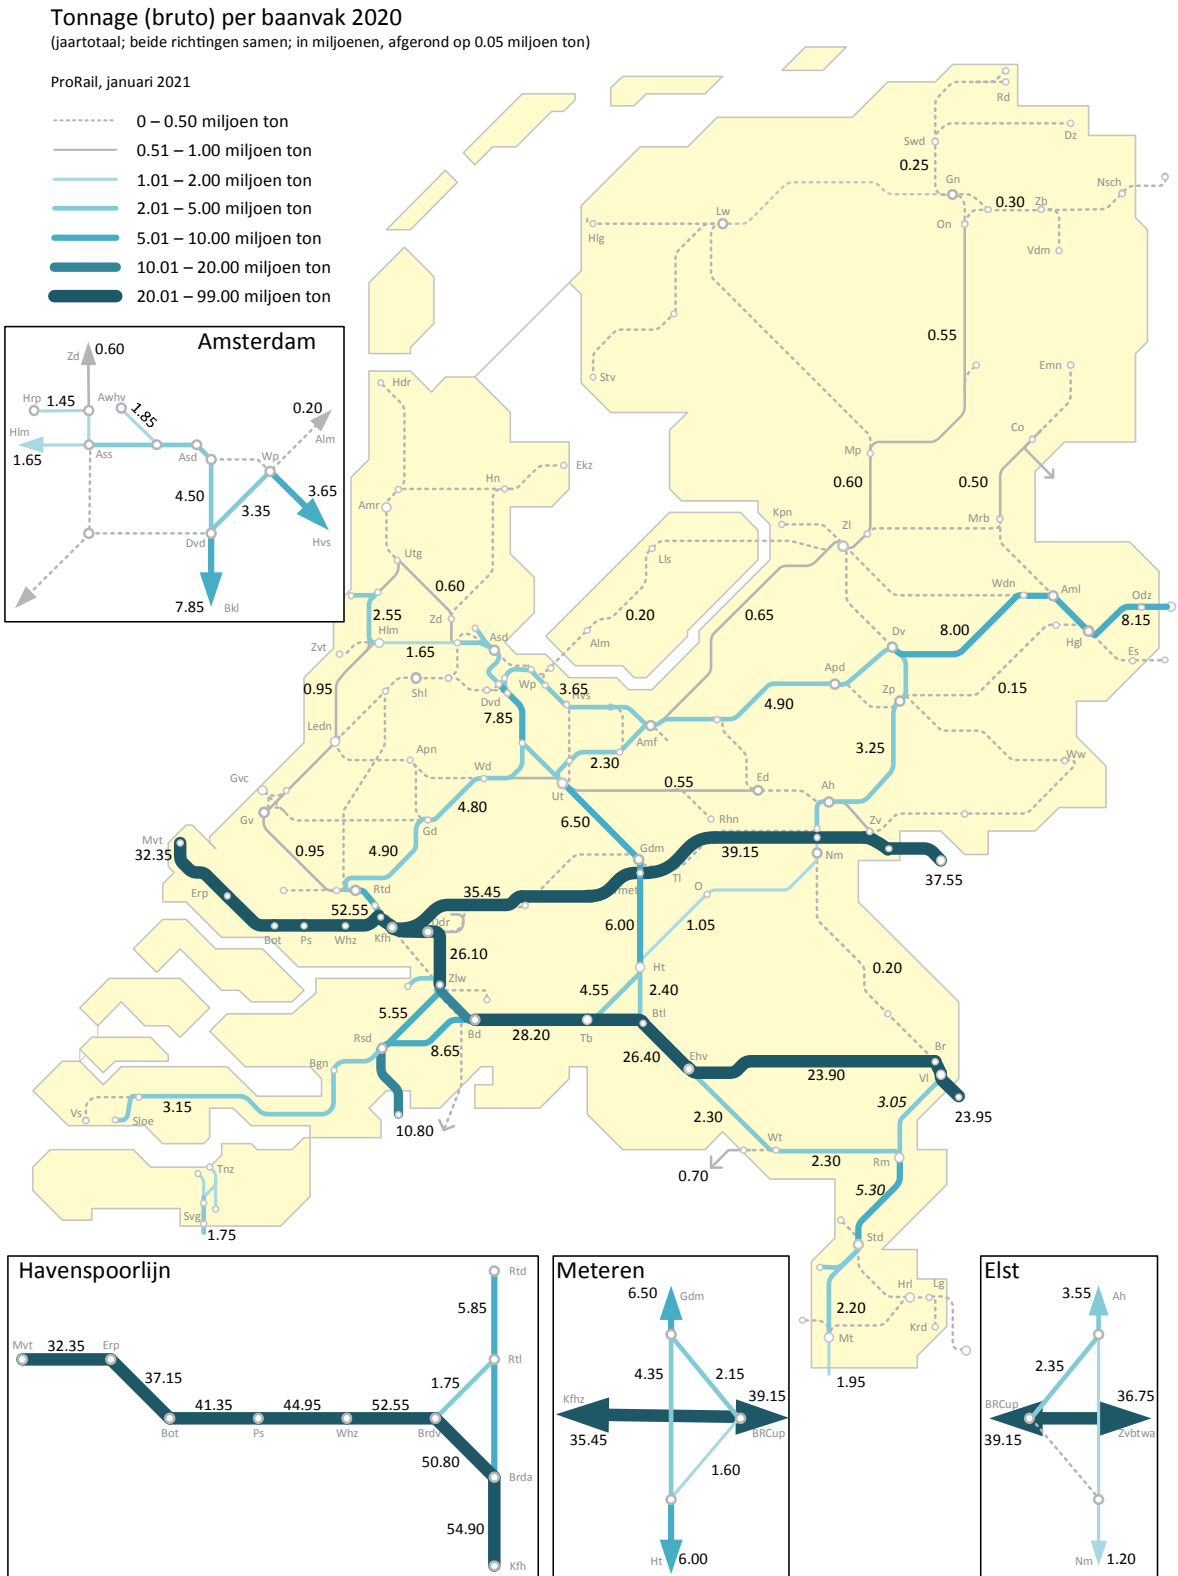 Tonnage (bruto) per baanvak 2020
(jaartotaal; beide richtingen samen; in miljoenen, afgerond op 0.05 miljoen ton)
ProRail, januari 2021
0 – 0.50 miljoen ton
0.51 – 1.00 miljoen ton
1.01 – 2.00 miljoen ton
2.01 – 5.00 miljoen ton
5.01 – 10.00 miljoen ton
10.01 – 20.00 miljoen ton
20.01 – 99.00 miljoen ton
Amsterdam
Zd 0.60
Hrp 1.45 Awhv 1.85
0.20 Alm
Hlm 1.65
Ass Asd Wp
4.50 3.35 3.65
Dvd Hvs
7.85 Bkl
Rd
Swd Dz
0.25
Gn Nsch
0.30 Zb
Lw
Hlg On Vdm
0.55
Stv Emn
Hdr
Co
Mp
Ekz Hn
0.60 0.50
Amr
Kpn Zl Mrb
Utg Lls
0.60 0.65 Wdn Aml Odz
2.55 0.20 8.15
Zd
Hlm Asd Alm Dv 8.00 Hgl
Zvt 1.65 Es
Wp 3.65 Apd
0.95 Shl Dvd Hvs 4.90 Zp 0.15
7.85
Ledn Amf 3.25
Apn 2.30 Ww
Wd
Gvc Ut 0.55 Ed Ah
Gv 4.80 6.50
Gd Rhn Zv
Mvt
32.35
0.95 4.90 Gdm 39.15 Nm
Tl 37.55
Erp Rtd 35.45 met O
52.55
Ddr 6.00 1.05
Bot Ps Whz Kfh
26.10
Ht 0.20
Zlw
5.55 4.55 2.40
Btl
Rsd Bd 28.20 Tb
8.65 26.40 Br
Bgn Ehv 23.90 Vl
3.15 3.05
Vs Sloe 23.95
10.80 2.30
Wt
Tnz 0.70 2.30 Rm
5.30
Svg
1.75 Std
Hrl Lg
2.20 Krd
Mt
1.95
Havenspoorlijn
Rtd
5.85
Mvt 32.35 Erp
Rtl
37.15 1.75
41.35 44.95 52.55
Bot Ps Whz Brdv
50.80
Brda
54.90
Kfh
Meteren
6.50 Gdm
4.35 2.15
Kfhz 39.15
35.45 BRCup
1.60
Ht 6.00
Elst
3.55 Ah
2.35
BRCup 36.75
39.15 Zvbtwa
Nm 1.20